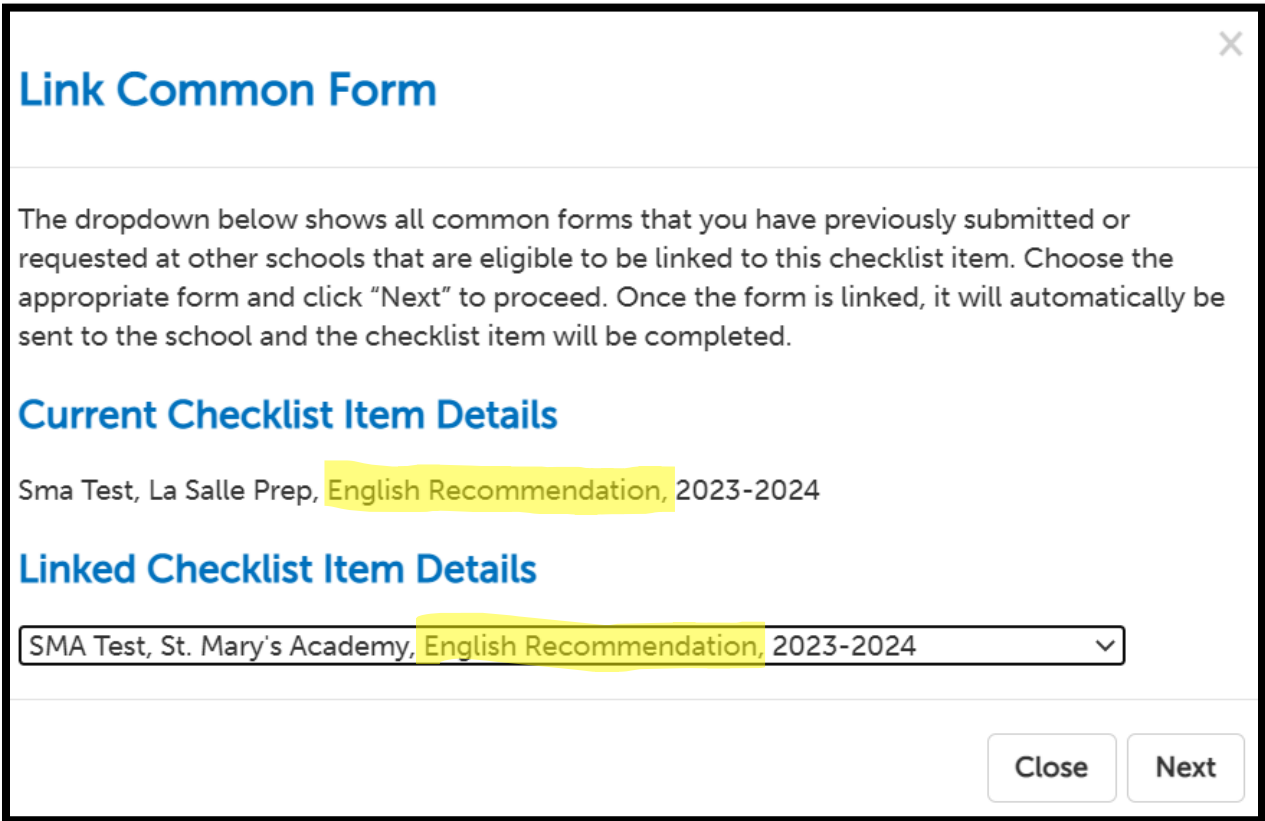 ×
Link Common Form
The dropdown below shows all common forms that you have previously submitted or
requested at other schools that are eligible to be linked to this checklist item. Choose the
appropriate form and click “Next” to proceed. Once the form is linked, it will automatically be
sent to the school and the checklist item will be completed.
Current Checklist Item Details
Sma Test, La Salle Prep, English Recommendation, 2023-2024
Linked Checklist Item Details
SMA Test, St. Mary's Academy, English Recommendation, 2023-2024
Close Next